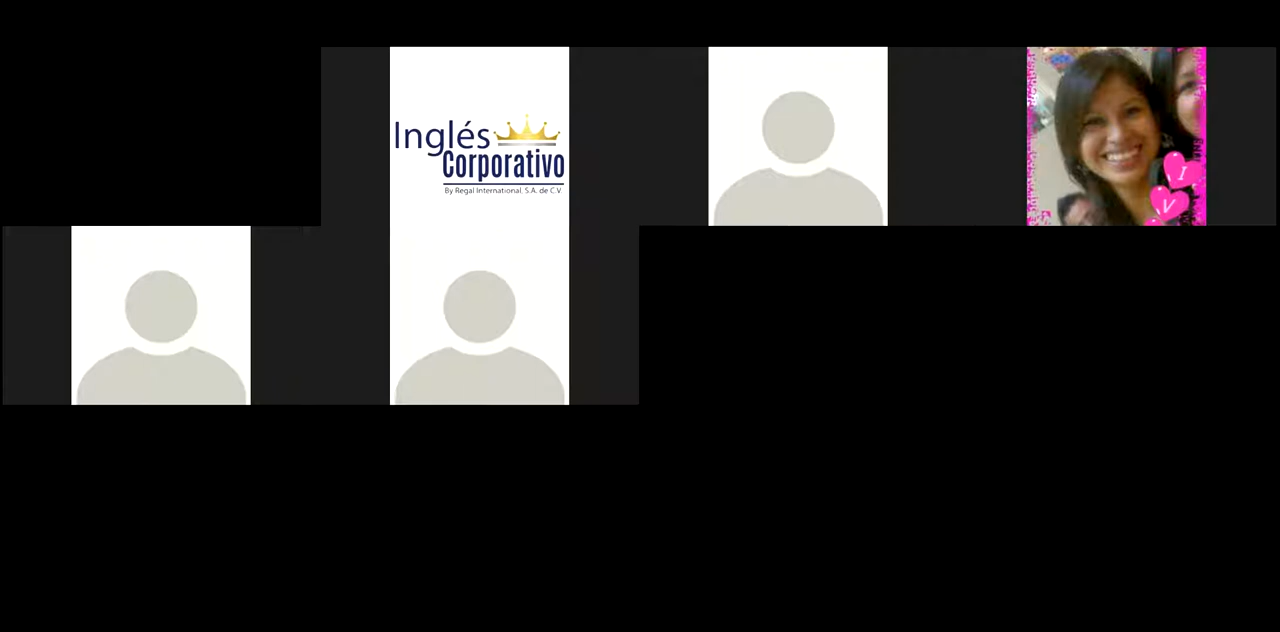 Inglés
Corporativo
By Regal International. S.A. de C.V
I
V